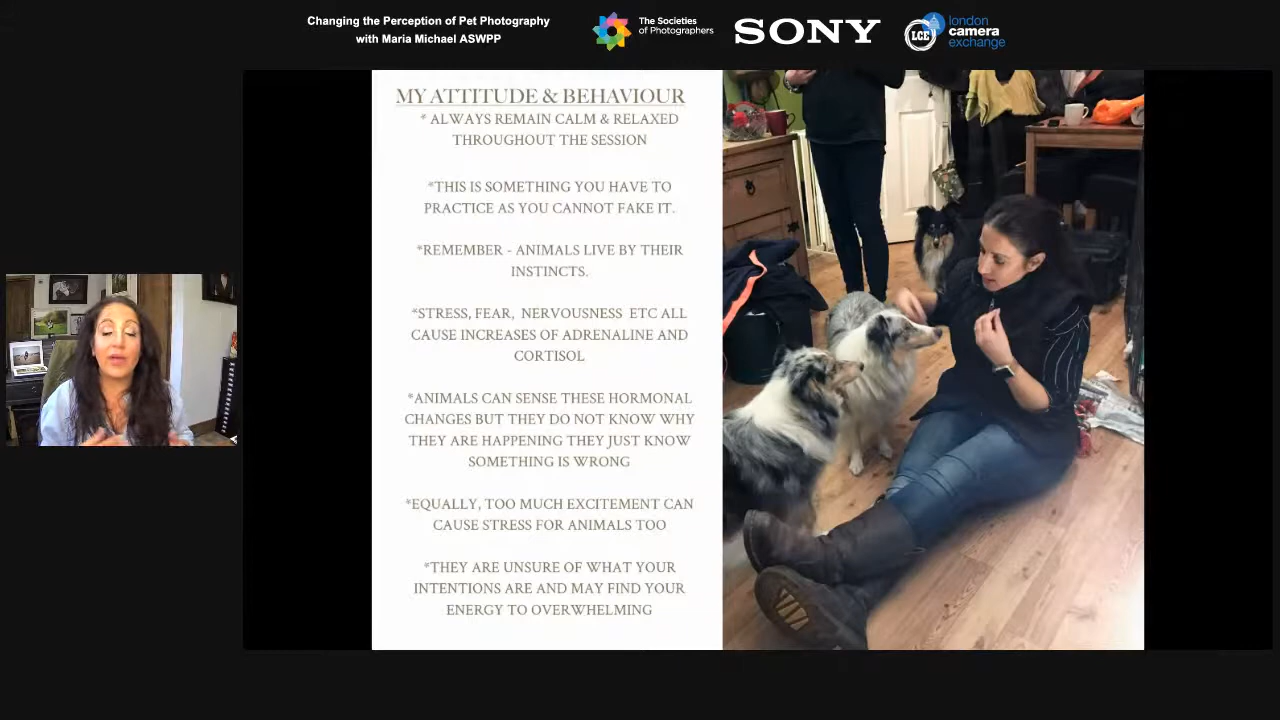 Changing the Perception of Pet Photography
with Maria Michael ASWPP
The Societies
of Photographers
SONY
LCE
london
camera
exchange
MY ATTITUDE & BEHAVIOUR
* ALWAYS REMAIN CALM & RELAXED
THROUGHOUT THE SESSION
*THIS IS SOMETHING YOU HAVE TO
PRACTICE AS YOU CANNOT FAKE IT.
*REMEMBER - ANIMALS LIVE BY THEIR
INSTINCTS.
*STRESS, FEAR, NERVOUSNESS ETC ALL
CAUSE INCREASES OF ADRENALINE AND
CORTISOL
*ANIMALS CAN SENSE THESE HORMONAL
CHANGES BUT THEY DO NOT KNOW WHY
THEY ARE HAPPENING THEY JUST KNOW
SOMETHING IS WRONG
*EQUALLY, TOO MUCH EXCITEMENT CAN
CAUSE STRESS FOR ANIMALS TOO
*THEY ARE UNSURE OF WHAT YOUR
INTENTIONS ARE AND MAY FIND YOUR
ENERGY TO OVERWHELMING